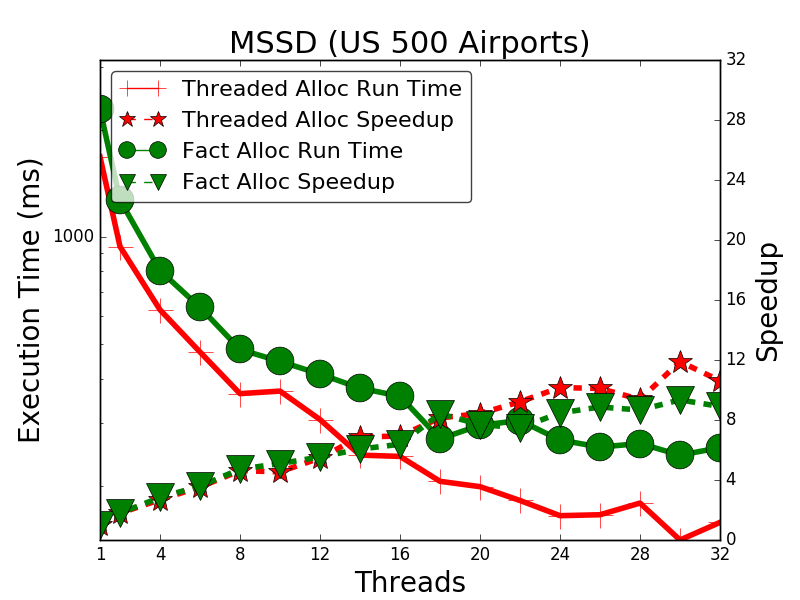 MSSD (US 500 Airports)
Threaded Alloc Run Time
Threaded Alloc Speedup
Fact Alloc Run Time
Fact Alloc Speedup
Execution Time (ms)
1000
32
28
24
20
16
12
8
4
0
Speedup
1 4 8 12 16 20 24 28 32
Threads